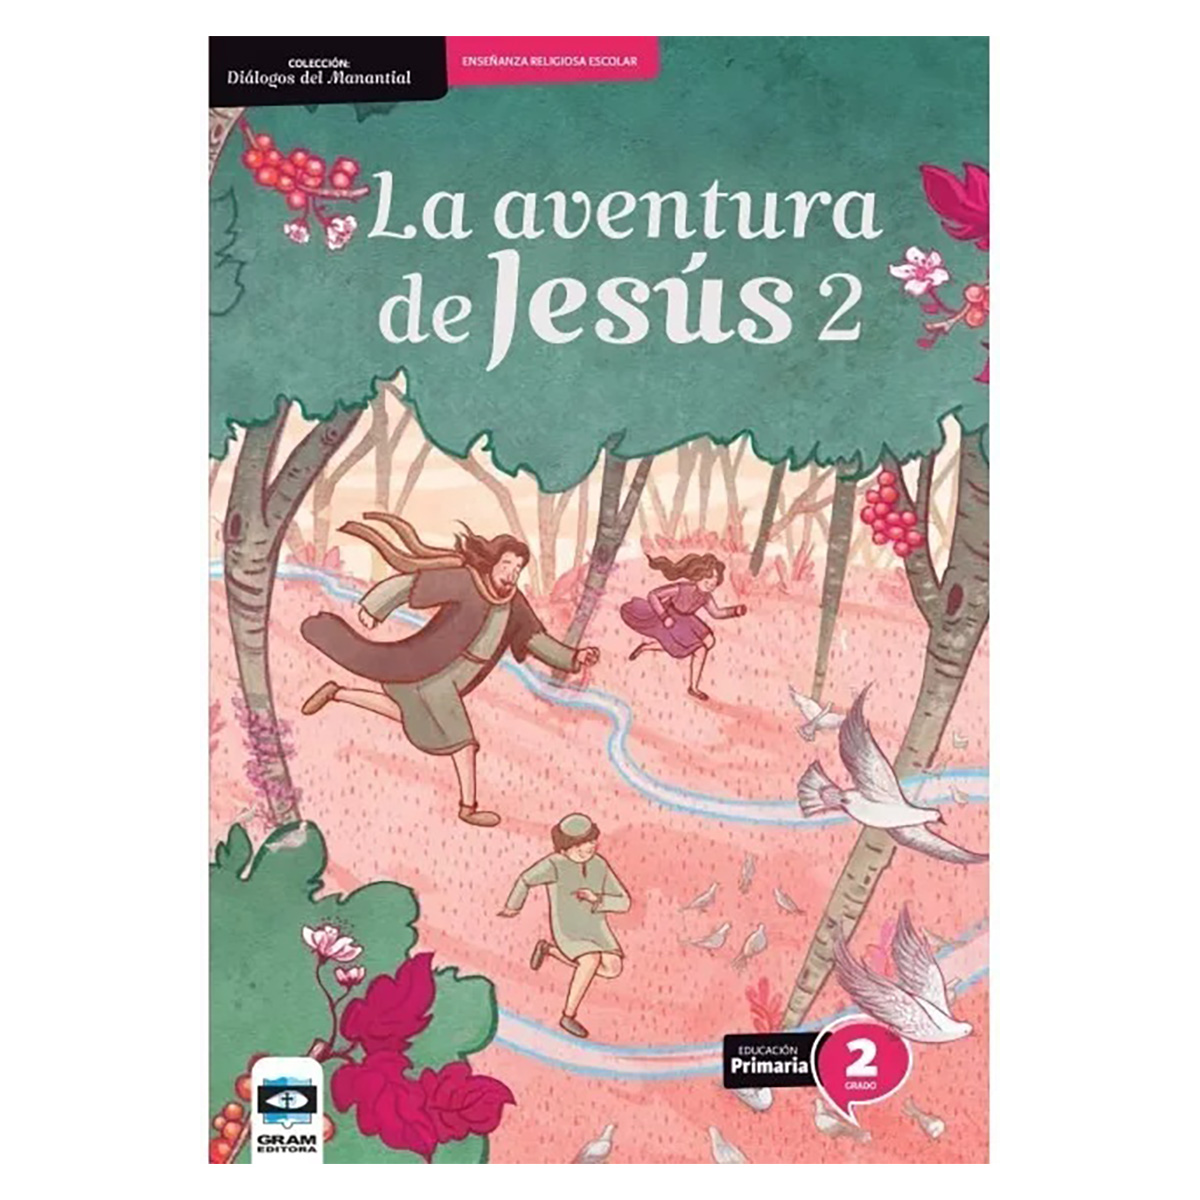 COLECCIÓN:
Diálogos del Manantial
ENSEÑANZA RELIGIOSA ESCOLAR
La aventura
de Jesús 2
EDUCACIÓN
Primaria
2
GRADO
GRAM
EDITORA